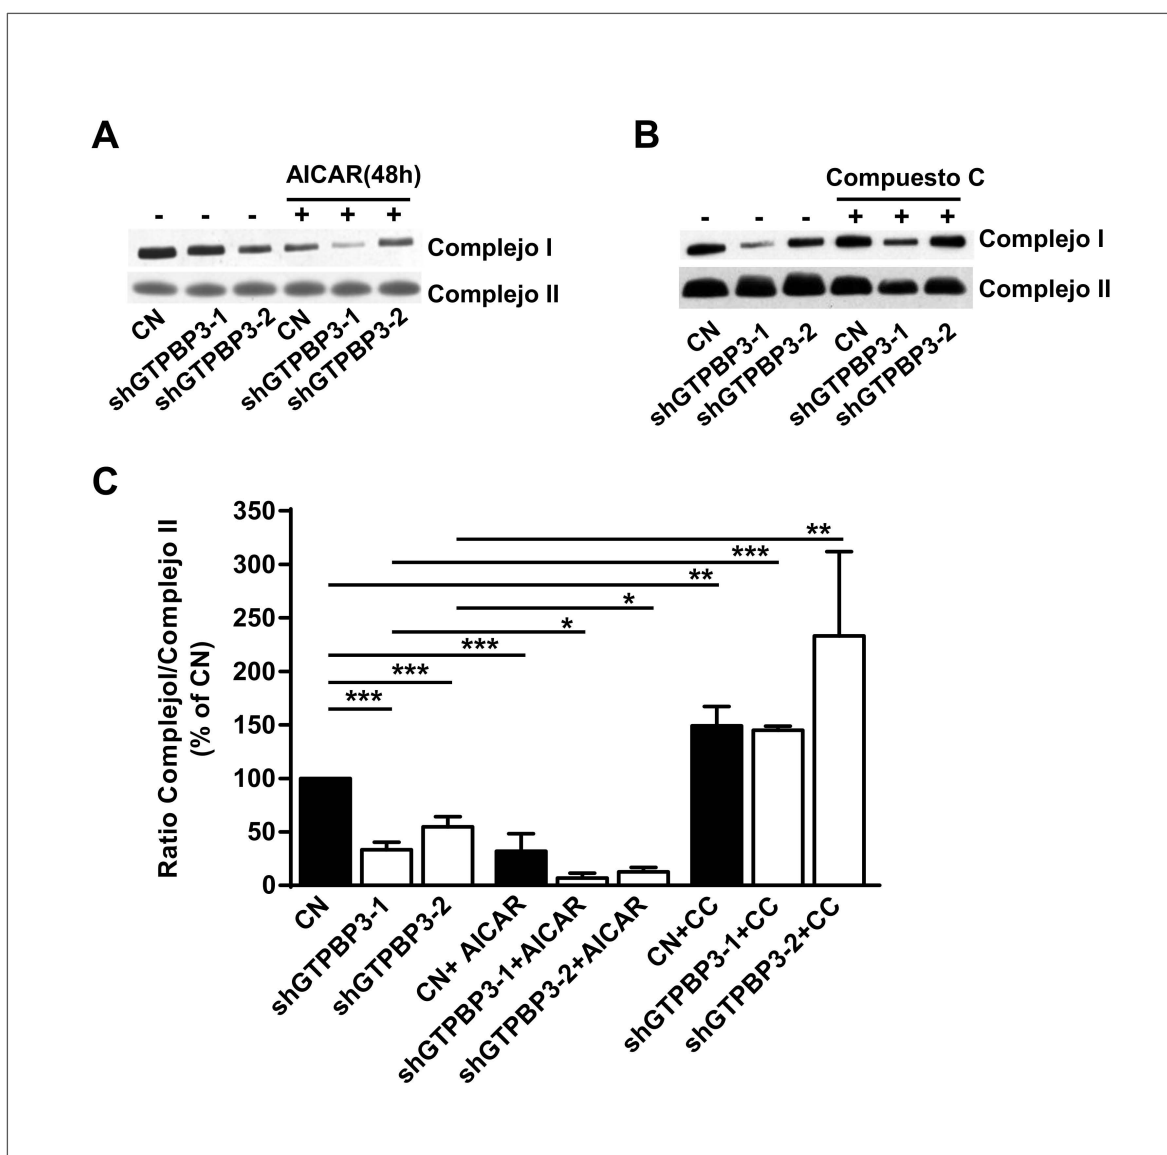 A
AICAR(48h)
- - - + + +
Complejo I
Complejo II
CN
shGTPBP3-1
shGTPBP3-2
CN
shGTPBP3-1
shGTPBP3-2
B
Compuesto C
- - - + + +
Complejo I
Complejo II
CN
shGTPBP3-1
shGTPBP3-2
CN
shGTPBP3-1
shGTPBP3-2
C
Ratio ComplejoI/Complejo II
(% of CN)
350
300
250
200
150
100
50
0
**
***
**
*
*
***
***
***
CN
shGTPBP3-1
shGTPBP3-2
CN+ AICAR
shGTPBP3-1+AICAR
shGTPBP3-2+AICAR
CN+CC
shGTPBP3-1+CC
shGTPBP3-2+CC